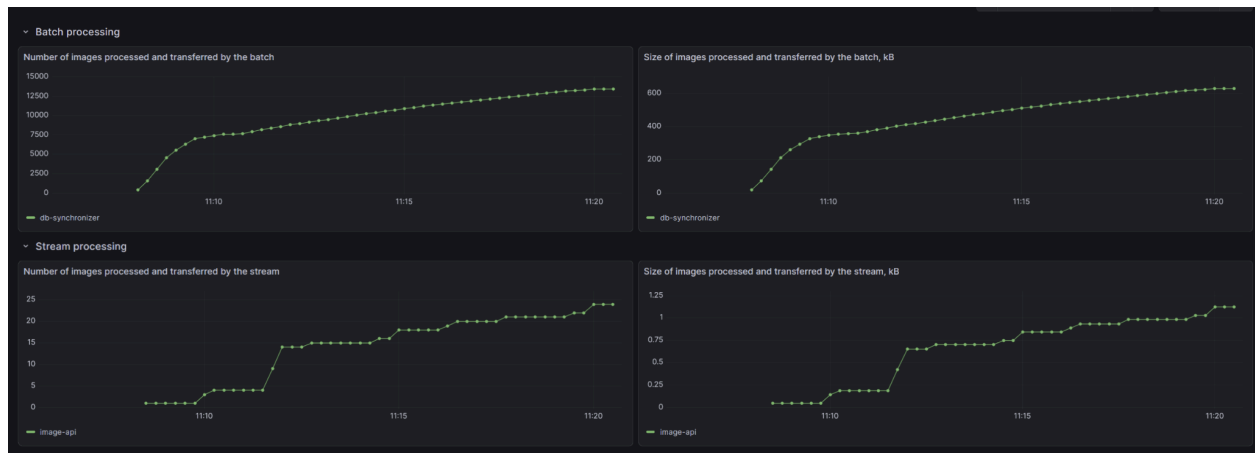 Batch processing
Number of images processed and transferred by the batch
15000
12500
10000
7500
5000
2500
0
11:10 11:15 11:20
db-synchronizer
Size of images processed and transferred by the batch, kB
600
400
200
0
11:10 11:15 11:20
db-synchronizer
Stream processing
Number of images processed and transferred by the stream
25
20
15
10
5
0
11:10 11:15 11:20
image-api
Size of images processed and transferred by the stream, kB
1.25
1
0.75
0.5
0.25
0
11:10 11:15 11:20
image-api